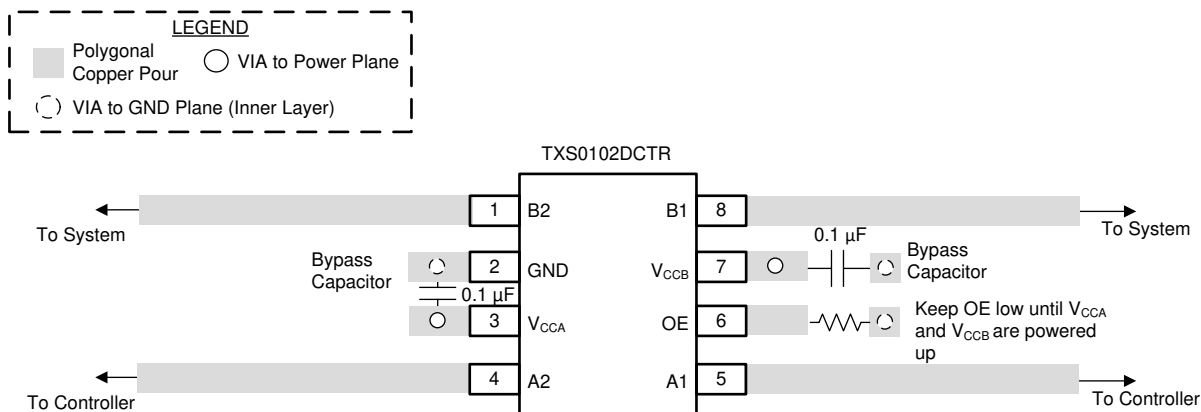 LEGEND
Polygonal
Copper Pour
VIA to Power Plane
VIA to GND Plane (Inner Layer)
TXS0102DCTR
1
B2
B1
8
To System
To System
Bypass
Capacitor
2
GND
0.1 µF
3
VCCA
VCCB
7
0.1 µF
Bypass
Capacitor
OE
6
Keep OE low until VCCA
and VCCB are powered
up
4
A2
A1
5
To Controller
To Controller